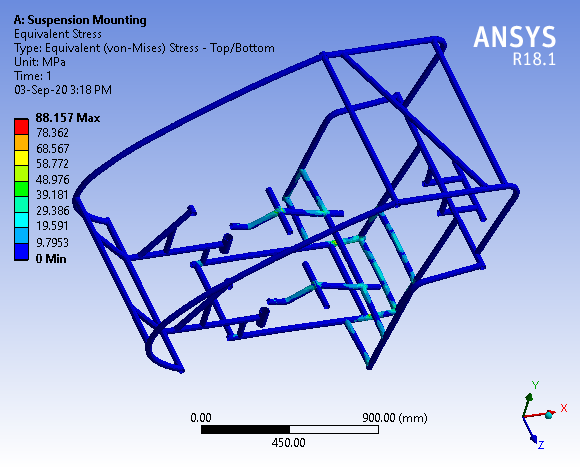 A: Suspension Mounting
Equivalent Stress
Type: Equivalent (von-Mises) Stress - Top/Bottom
Unit: MPa
Time: 1
03-Sep-20 3:18 PM
ANSYS
R18.1
88.157 Max
78.362
68.567
58.772
48.976
39.181
29.386
19.591
9.7953
0 Min
0.00
900.00 (mm)
450.00
Y
X
Z